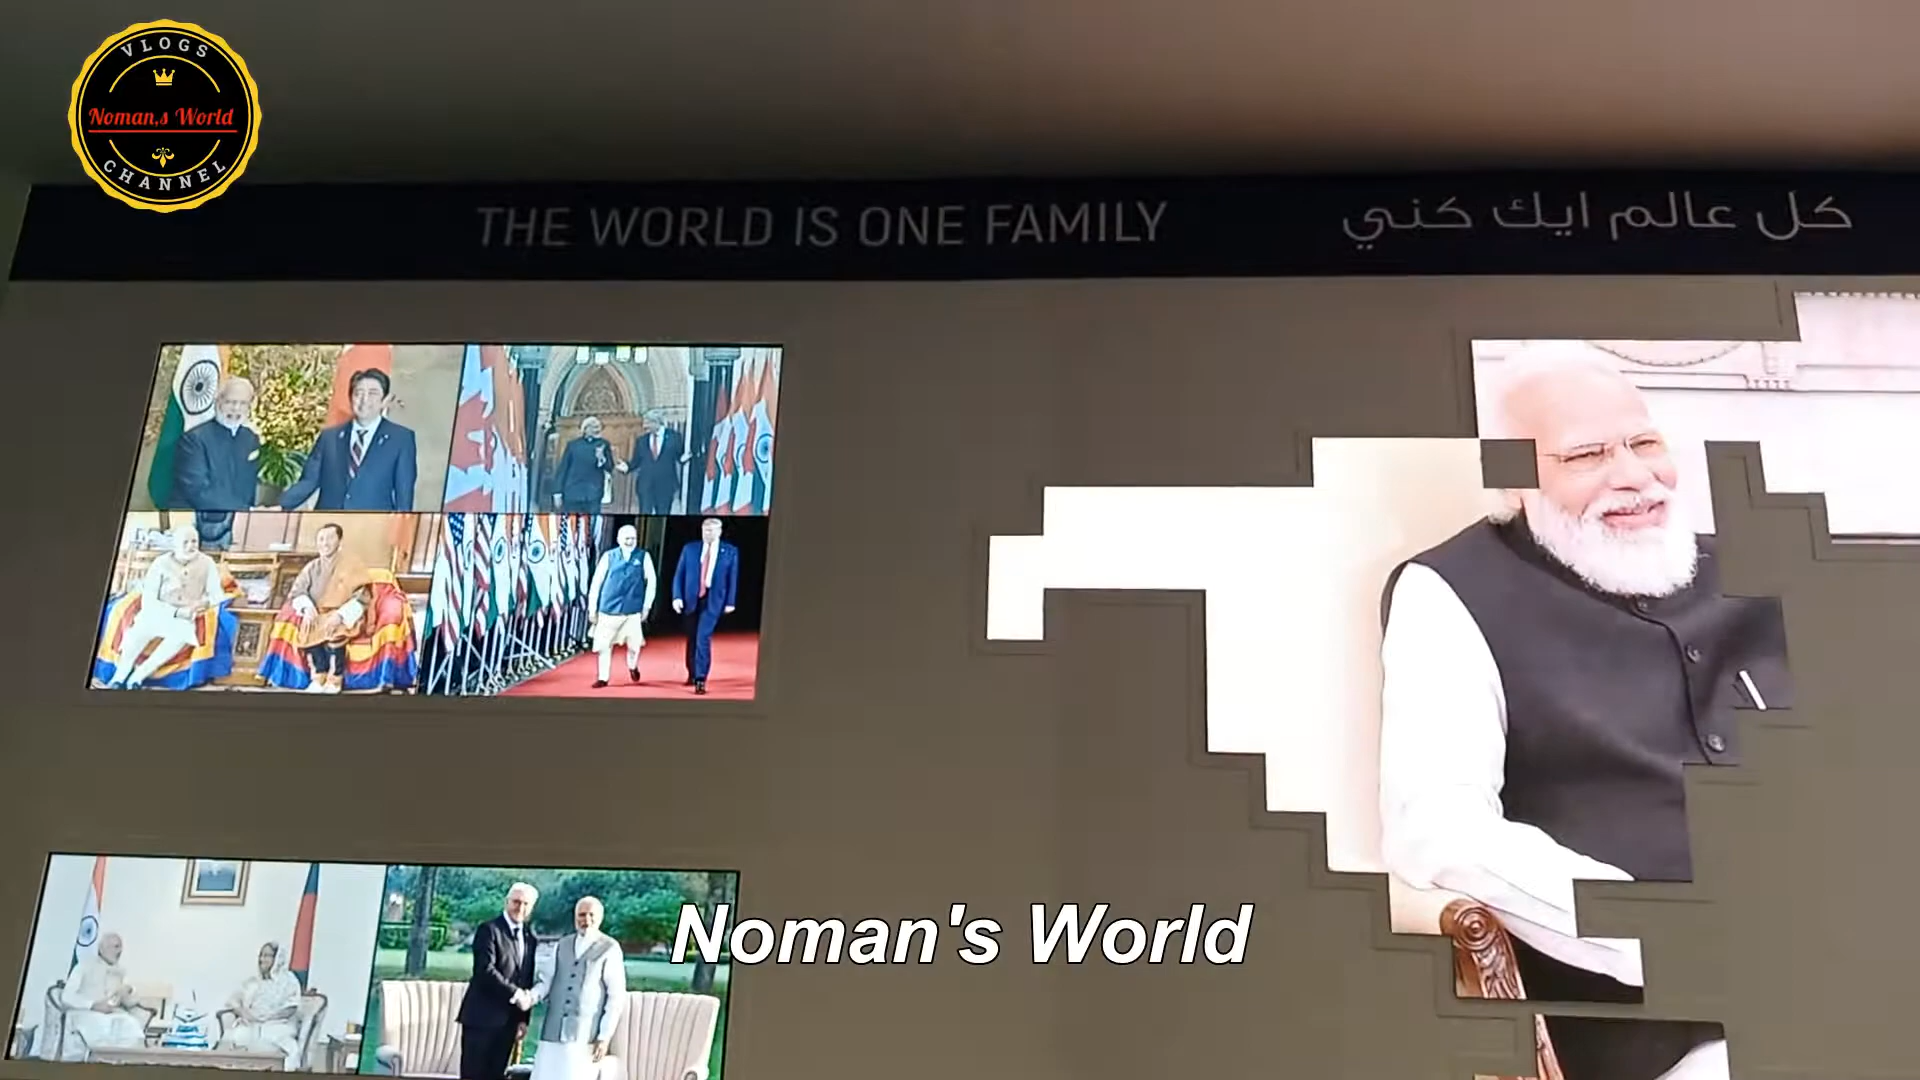 VLOGS
Noman,s World
CHANNEL
THE WORLD IS ONE FAMILY
كل عالم ايك كني
Noman's World